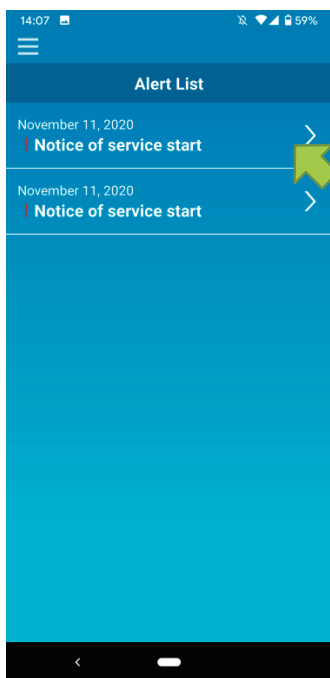 14:07 59%
Alert List
November 11, 2020
! Notice of service start
November 11, 2020
! Notice of service start